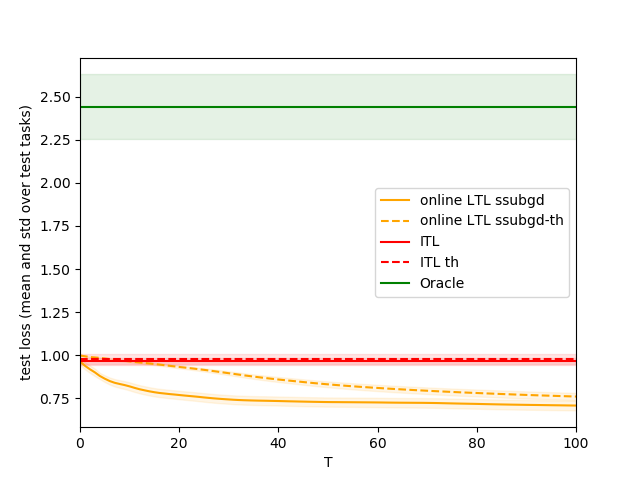 test loss (mean and std over test tasks)
2.50
2.25
2.00
1.75
1.50
1.25
1.00
0.75
online LTL ssubgd
online LTL ssubgd-th
ITL
ITL th
Oracle
0 20 40 60 80 100
T